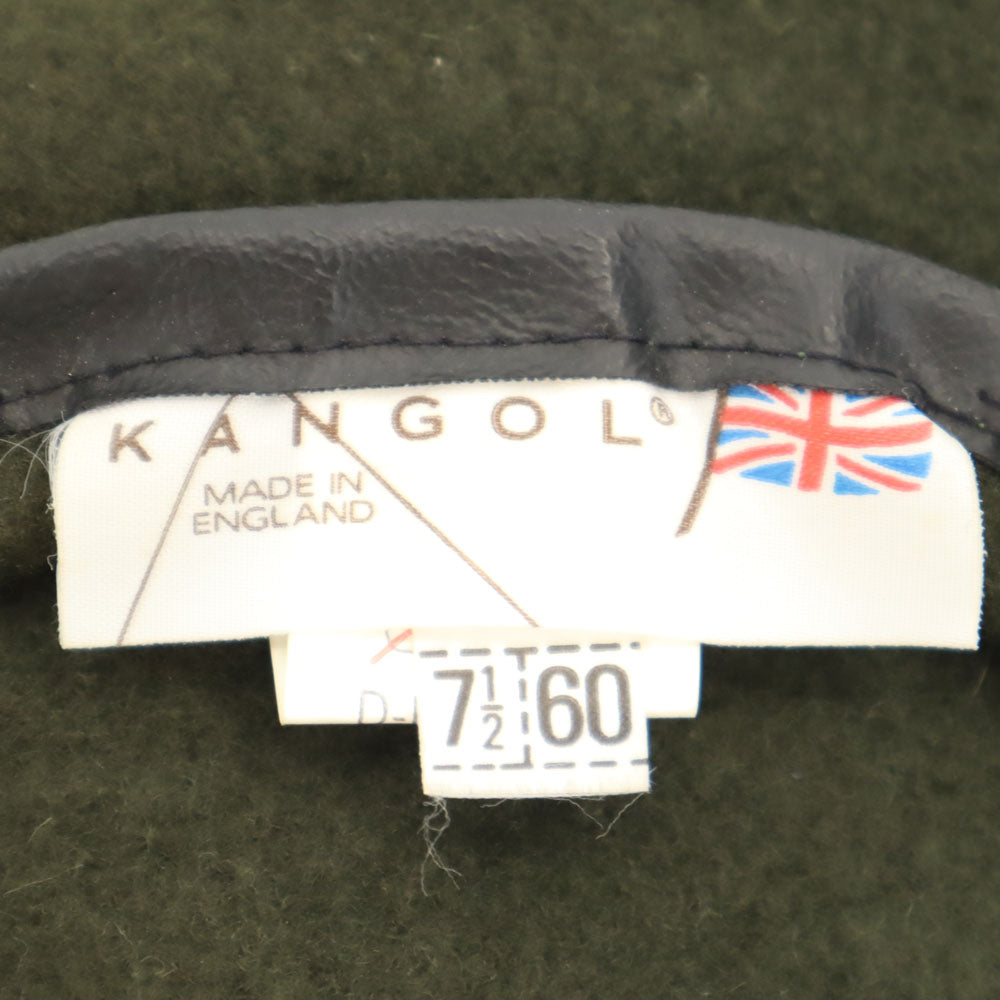 KANGOL®
MADE IN
ENGLAND
D-
7½ 60